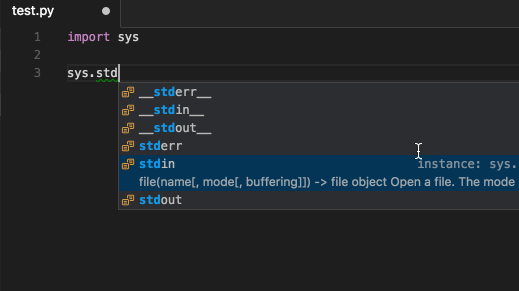 test.py
1 import sys
2
3 sys.std
__stderr__
__stdin__
__stdout__
stderr
stdin instance: sys.
file(name[, mode[, buffering]]) -> file object Open a file. The mode
stdout